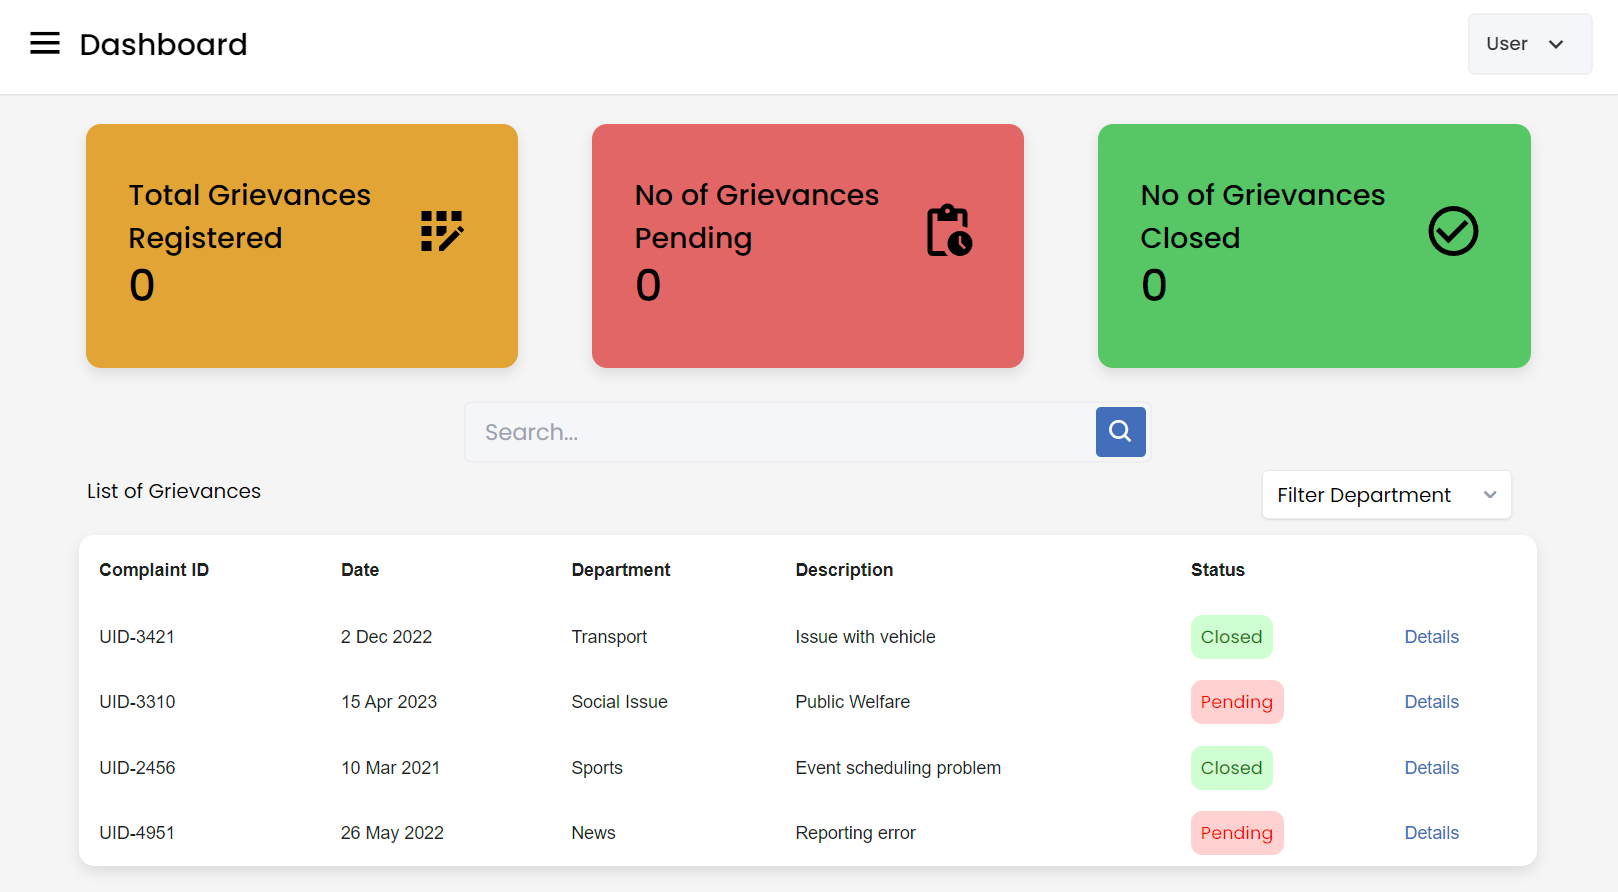 Dashboard
User
Total Grievances
Registered
0
No of Grievances
Pending
0
No of Grievances
Closed
0
Search...
List of Grievances
Filter Department
Complaint ID Date Department Description Status
UID-3421 2 Dec 2022 Transport Issue with vehicle Closed Details
UID-3310 15 Apr 2023 Social Issue Public Welfare Pending Details
UID-2456 10 Mar 2021 Sports Event scheduling problem Closed Details
UID-4951 26 May 2022 News Reporting error Pending Details